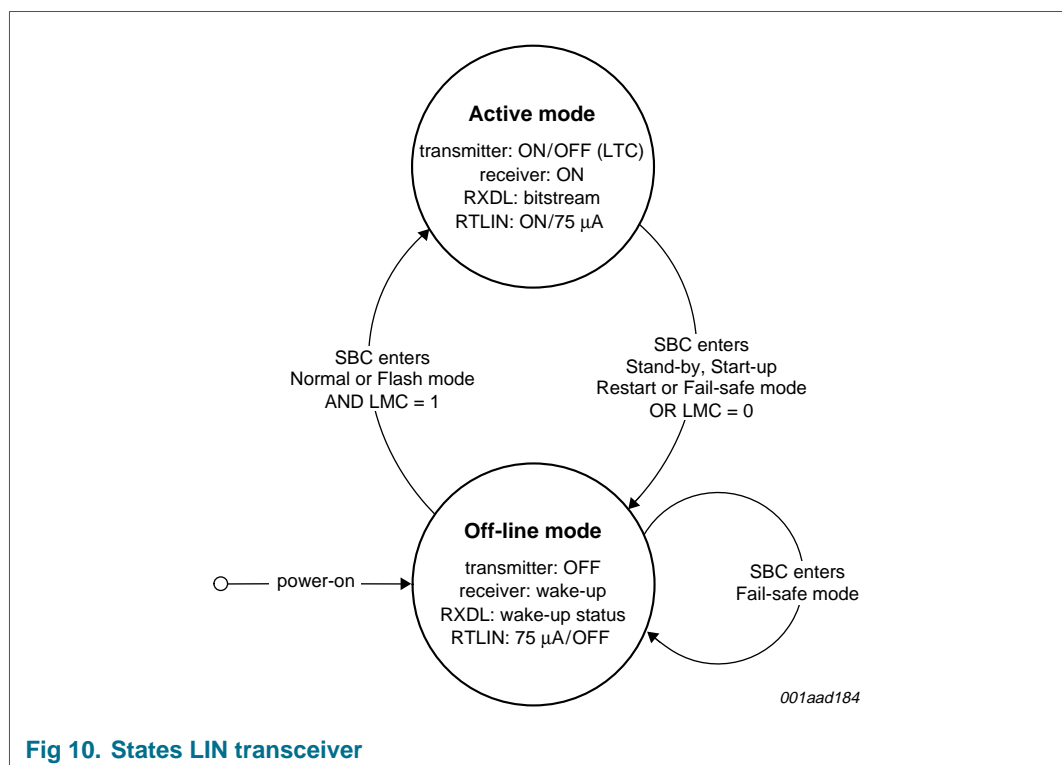 Active mode
transmitter: ON/OFF (LTC)
receiver: ON
RXDL: bitstream
RTLIN: ON/75 μA
SBC enters
Normal or Flash mode
AND LMC = 1
SBC enters
Stand-by, Start-up
Restart or Fail-safe mode
OR LMC = 0
power-on
Off-line mode
transmitter: OFF
receiver: wake-up
RXDL: wake-up status
RTLIN: 75 μA/OFF
SBC enters
Fail-safe mode
001aad184
Fig 10. States LIN transceiver